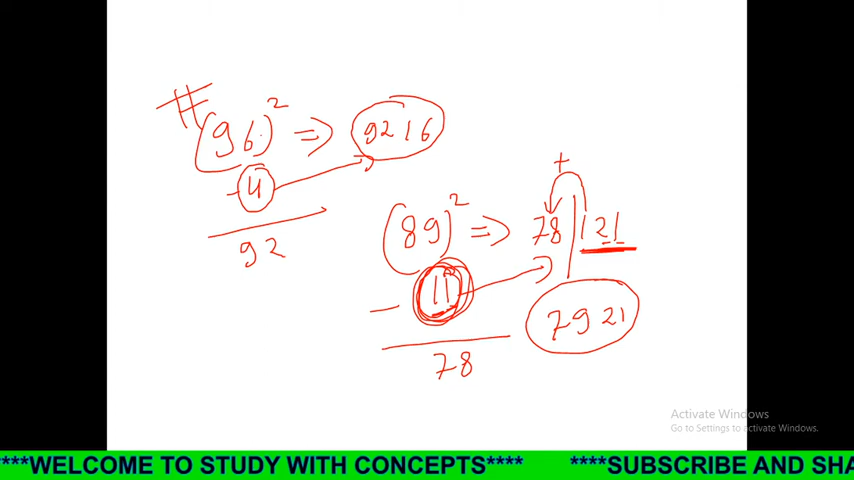 (96)² ⇒ 9216
- 4
92
+
(89)² ⇒ 78|121
- 11²
7921
78
Activate Windows
Go to Settings to activate Windows.
****WELCOME TO STUDY WITH CONCEPTS**** ****SUBSCRIBE AND SHA